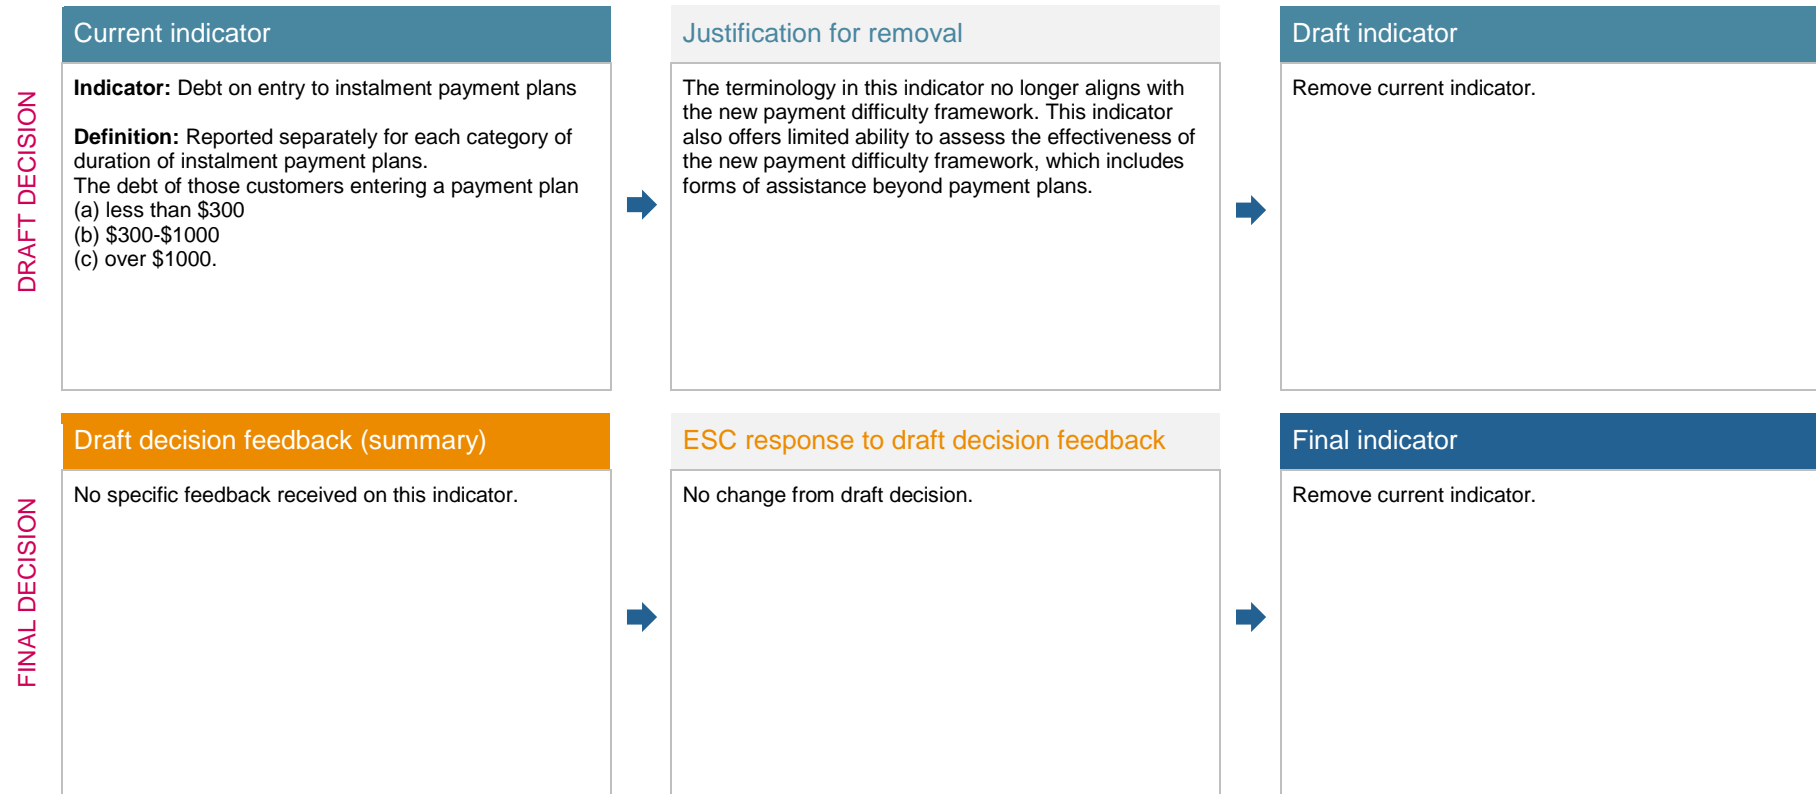 DRAFT DECISION
Current indicator
Indicator: Debt on entry to instalment payment plans
Definition: Reported separately for each category of
duration of instalment payment plans.
The debt of those customers entering a payment plan
(a) less than $300
(b) $300-$1000
(c) over $1000.
Justification for removal
The terminology in this indicator no longer aligns with
the new payment difficulty framework. This indicator
also offers limited ability to assess the effectiveness of
the new payment difficulty framework, which includes
forms of assistance beyond payment plans.
Draft indicator
Remove current indicator.
FINAL DECISION
Draft decision feedback (summary)
No specific feedback received on this indicator.
ESC response to draft decision feedback
No change from draft decision.
Final indicator
Remove current indicator.